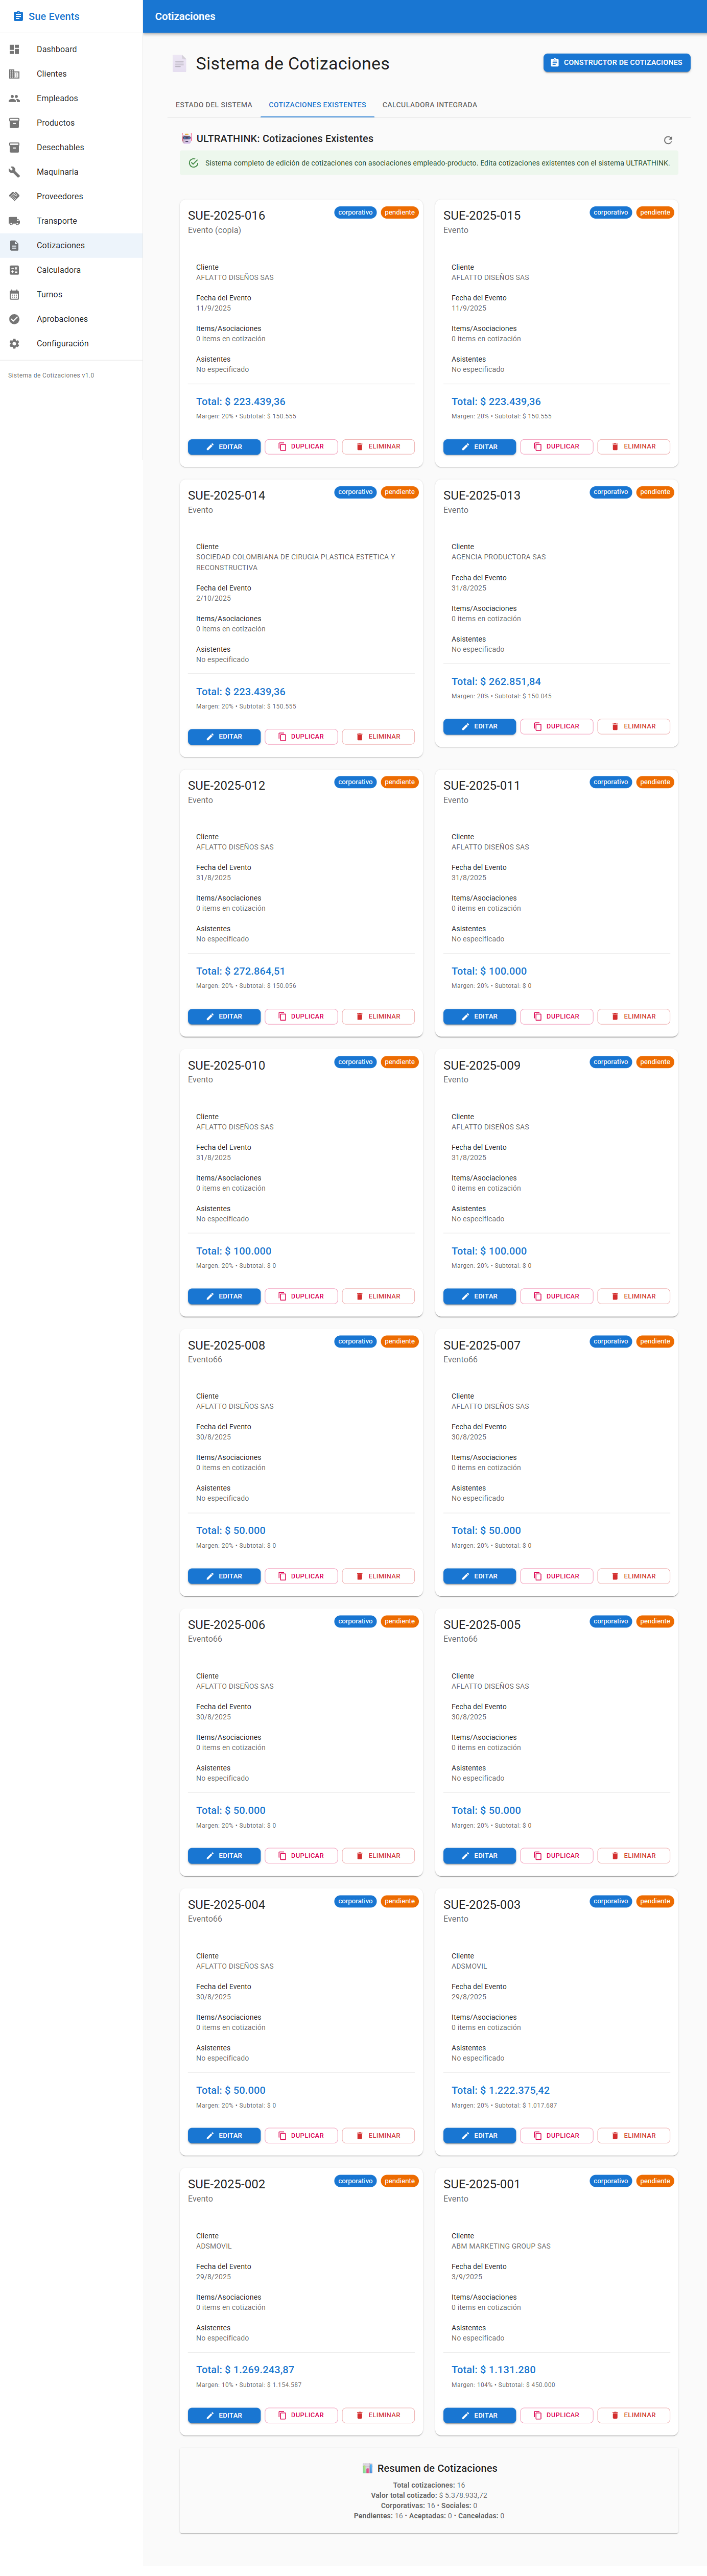 Sue Events
Cotizaciones
Dashboard
Clientes
Empleados
Productos
Desechables
Maquinaria
Proveedores
Transporte
Cotizaciones
Calculadora
Turnos
Aprobaciones
Configuración
Sistema de Cotizaciones v1.0
Sistema de Cotizaciones
CONSTRUCTOR DE COTIZACIONES
ESTADO DEL SISTEMA COTIZACIONES EXISTENTES CALCULADORA INTEGRADA
ULTRATHINK: Cotizaciones Existentes
Sistema completo de edición de cotizaciones con asociaciones empleado-producto. Edita cotizaciones existentes con el sistema ULTRATHINK.
SUE-2025-016 corporativo pendiente
Evento (copia)
Cliente
AFLATTO DISEÑOS SAS
Fecha del Evento
11/9/2025
Items/Asociaciones
0 items en cotización
Asistentes
No especificado
Total: $ 223.439,36
Margen: 20% • Subtotal: $ 150.555
EDITAR DUPLICAR ELIMINAR
SUE-2025-015 corporativo pendiente
Evento
Cliente
AFLATTO DISEÑOS SAS
Fecha del Evento
11/9/2025
Items/Asociaciones
0 items en cotización
Asistentes
No especificado
Total: $ 223.439,36
Margen: 20% • Subtotal: $ 150.555
EDITAR DUPLICAR ELIMINAR
SUE-2025-014 corporativo pendiente
Evento
Cliente
SOCIEDAD COLOMBIANA DE CIRUGIA PLASTICA ESTETICA Y
RECONSTRUCTIVA
Fecha del Evento
2/10/2025
Items/Asociaciones
0 items en cotización
Asistentes
No especificado
Total: $ 223.439,36
Margen: 20% • Subtotal: $ 150.555
EDITAR DUPLICAR ELIMINAR
SUE-2025-013 corporativo pendiente
Evento
Cliente
AGENCIA PRODUCTORA SAS
Fecha del Evento
31/8/2025
Items/Asociaciones
0 items en cotización
Asistentes
No especificado
Total: $ 262.851,84
Margen: 20% • Subtotal: $ 150.045
EDITAR DUPLICAR ELIMINAR
SUE-2025-012 corporativo pendiente
Evento
Cliente
AFLATTO DISEÑOS SAS
Fecha del Evento
31/8/2025
Items/Asociaciones
0 items en cotización
Asistentes
No especificado
Total: $ 272.864,51
Margen: 20% • Subtotal: $ 150.056
EDITAR DUPLICAR ELIMINAR
SUE-2025-011 corporativo pendiente
Evento
Cliente
AFLATTO DISEÑOS SAS
Fecha del Evento
31/8/2025
Items/Asociaciones
0 items en cotización
Asistentes
No especificado
Total: $ 100.000
Margen: 20% • Subtotal: $ 0
EDITAR DUPLICAR ELIMINAR
SUE-2025-010 corporativo pendiente
Evento
Cliente
AFLATTO DISEÑOS SAS
Fecha del Evento
31/8/2025
Items/Asociaciones
0 items en cotización
Asistentes
No especificado
Total: $ 100.000
Margen: 20% • Subtotal: $ 0
EDITAR DUPLICAR ELIMINAR
SUE-2025-009 corporativo pendiente
Evento
Cliente
AFLATTO DISEÑOS SAS
Fecha del Evento
31/8/2025
Items/Asociaciones
0 items en cotización
Asistentes
No especificado
Total: $ 100.000
Margen: 20% • Subtotal: $ 0
EDITAR DUPLICAR ELIMINAR
SUE-2025-008 corporativo pendiente
Evento66
Cliente
AFLATTO DISEÑOS SAS
Fecha del Evento
30/8/2025
Items/Asociaciones
0 items en cotización
Asistentes
No especificado
Total: $ 50.000
Margen: 20% • Subtotal: $ 0
EDITAR DUPLICAR ELIMINAR
SUE-2025-007 corporativo pendiente
Evento66
Cliente
AFLATTO DISEÑOS SAS
Fecha del Evento
30/8/2025
Items/Asociaciones
0 items en cotización
Asistentes
No especificado
Total: $ 50.000
Margen: 20% • Subtotal: $ 0
EDITAR DUPLICAR ELIMINAR
SUE-2025-006 corporativo pendiente
Evento66
Cliente
AFLATTO DISEÑOS SAS
Fecha del Evento
30/8/2025
Items/Asociaciones
0 items en cotización
Asistentes
No especificado
Total: $ 50.000
Margen: 20% • Subtotal: $ 0
EDITAR DUPLICAR ELIMINAR
SUE-2025-005 corporativo pendiente
Evento66
Cliente
AFLATTO DISEÑOS SAS
Fecha del Evento
30/8/2025
Items/Asociaciones
0 items en cotización
Asistentes
No especificado
Total: $ 50.000
Margen: 20% • Subtotal: $ 0
EDITAR DUPLICAR ELIMINAR
SUE-2025-004 corporativo pendiente
Evento66
Cliente
AFLATTO DISEÑOS SAS
Fecha del Evento
30/8/2025
Items/Asociaciones
0 items en cotización
Asistentes
No especificado
Total: $ 50.000
Margen: 20% • Subtotal: $ 0
EDITAR DUPLICAR ELIMINAR
SUE-2025-003 corporativo pendiente
Evento
Cliente
ADSMOVIL
Fecha del Evento
29/8/2025
Items/Asociaciones
0 items en cotización
Asistentes
No especificado
Total: $ 1.222.375,42
Margen: 20% • Subtotal: $ 1.017.687
EDITAR DUPLICAR ELIMINAR
SUE-2025-002 corporativo pendiente
Evento
Cliente
ADSMOVIL
Fecha del Evento
29/8/2025
Items/Asociaciones
0 items en cotización
Asistentes
No especificado
Total: $ 1.269.243,87
Margen: 10% • Subtotal: $ 1.154.587
EDITAR DUPLICAR ELIMINAR
SUE-2025-001 corporativo pendiente
Evento
Cliente
ABM MARKETING GROUP SAS
Fecha del Evento
3/9/2025
Items/Asociaciones
0 items en cotización
Asistentes
No especificado
Total: $ 1.131.280
Margen: 104% • Subtotal: $ 450.000
EDITAR DUPLICAR ELIMINAR
Resumen de Cotizaciones
Total cotizaciones: 16
Valor total cotizado: $ 5.378.933,72
Corporativas: 16 • Sociales: 0
Pendientes: 16 • Aceptadas: 0 • Canceladas: 0